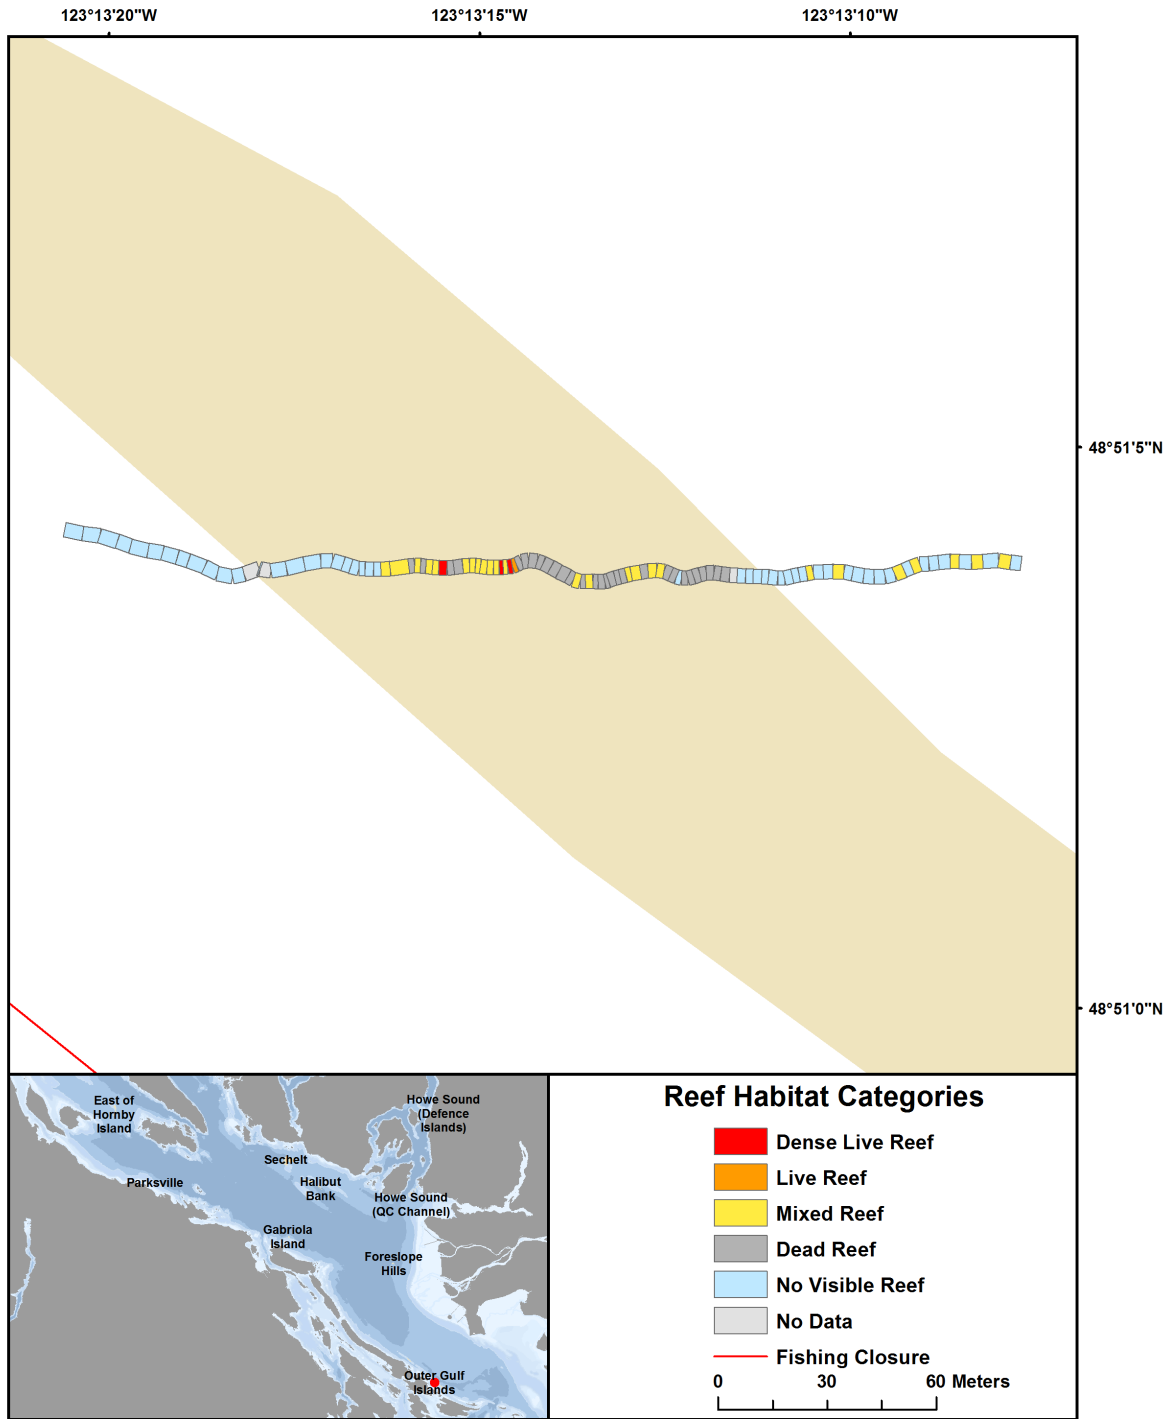 123°13'20"W
123°13'15"W
123°13'10"W
48°51'5"N
48°51'0"N
East of
Hornby
Island
Howe Sound
(Defence
Islands)
Sechelt
Parksville
Halibut
Bank
Howe Sound
(QC Channel)
Gabriola
Island
Foreslope
Hills
Outer Gulf
Islands
Reef Habitat Categories
Dense Live Reef
Live Reef
Mixed Reef
Dead Reef
No Visible Reef
No Data
Fishing Closure
0 30 60 Meters